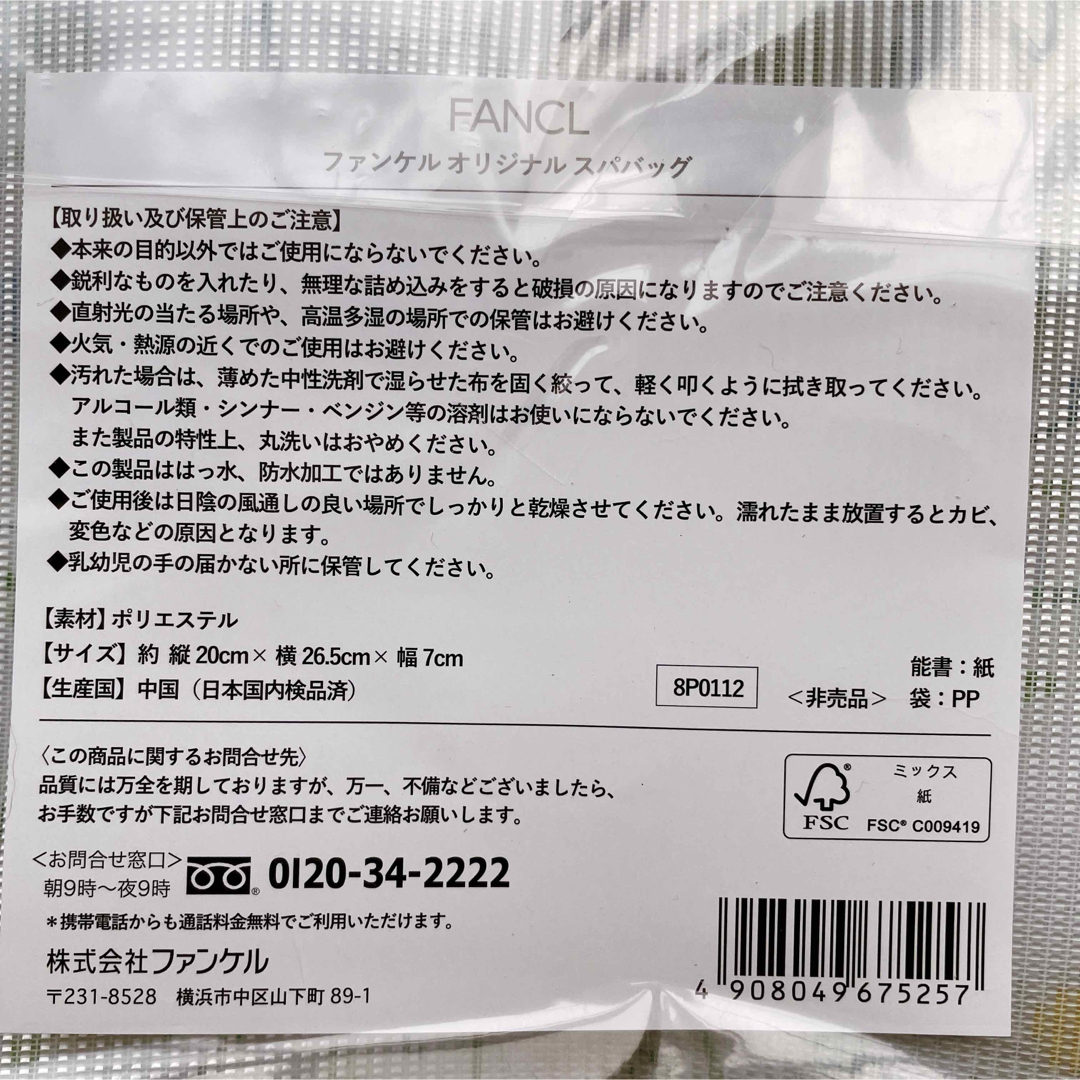 FANCL
ファンケル オリジナル スパバッグ
【取り扱い及び保管上のご注意】
◆本来の目的以外ではご使用にならないでください。
◆鋭利なものを入れたり、無理な詰め込みをすると破損の原因になりますのでご注意ください。
◆直射光の当たる場所や、高温多湿の場所での保管はお避けください。
◆火気・熱源の近くでのご使用はお避けください。
◆汚れた場合は、薄めた中性洗剤で湿らせた布を固く絞って、軽く叩くように拭き取ってください。
アルコール類・シンナー・ベンジン等の溶剤はお使いにならないでください。
また製品の特性上、丸洗いはおやめください。
◆この製品ははっ水、防水加工ではありません。
◆ご使用後は日陰の風通しの良い場所でしっかりと乾燥させてください。濡れたまま放置するとカビ、
変色などの原因となります。
◆乳幼児の手の届かない所に保管してください。
【素材】ポリエステル
【サイズ】約 縦20cm×横26.5cm×幅7cm
【生産国】中国（日本国内検品済）
8P0112
＜非売品＞
能書：紙
袋：PP
〈この商品に関するお問合せ先〉
品質には万全を期しておりますが、万一、不備などございましたら、
お手数ですが下記お問合せ窓口までご連絡お願いします。
ミックス
紙
FSC® C009419
® FSC
＜お問合せ窓口＞
朝9時～夜9時
® 0120-34-2222
＊携帯電話からも通話料金無料でご利用いただけます。
株式会社ファンケル
〒231-8528 横浜市中区山下町89-1
4 908049 675257